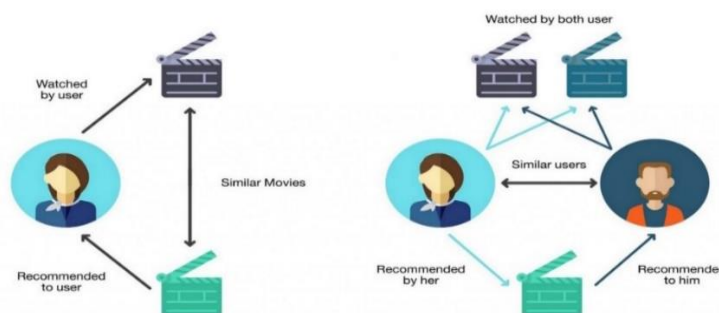 Watched
by user
Similar Movies
Recommended
to user
Watched by both user
Similar users
Recommended
by her
Recommende
to him